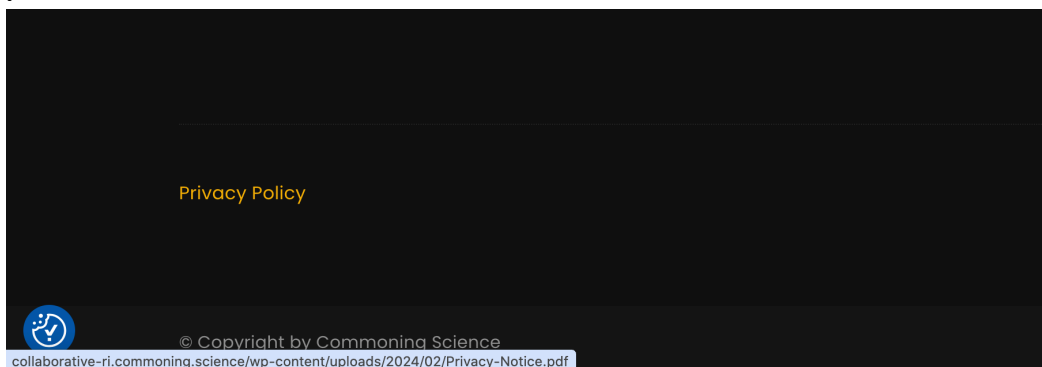 Privacy Policy
© Copyright by Commoning Science
collaborative-ri.commoning.science/wp-content/uploads/2024/02/Privacy-Notice.pdf